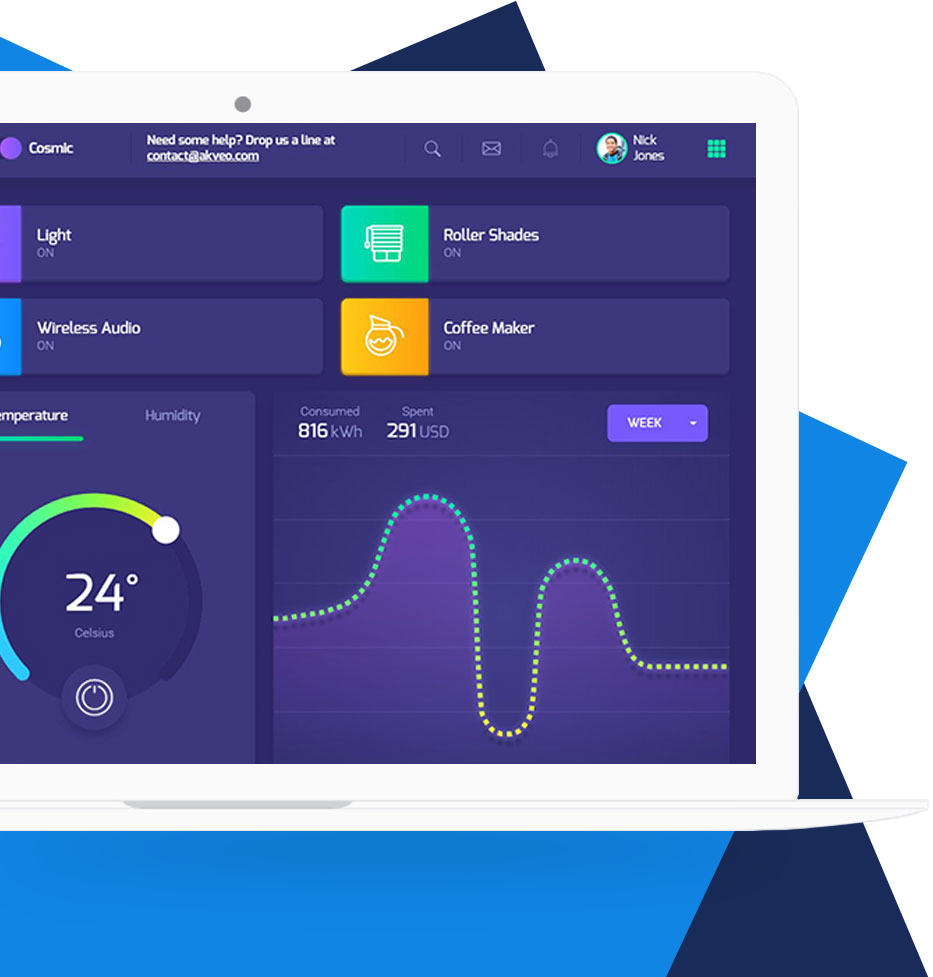 Cosmic
Need some help? Drop us a line at
contact@akveo.com
Nick
Jones
Light
ON
Roller Shades
ON
Wireless Audio
ON
Coffee Maker
ON
emperature
Humidity
Consumed
816 kWh
Spent
291 USD
WEEK
24°
Celsius